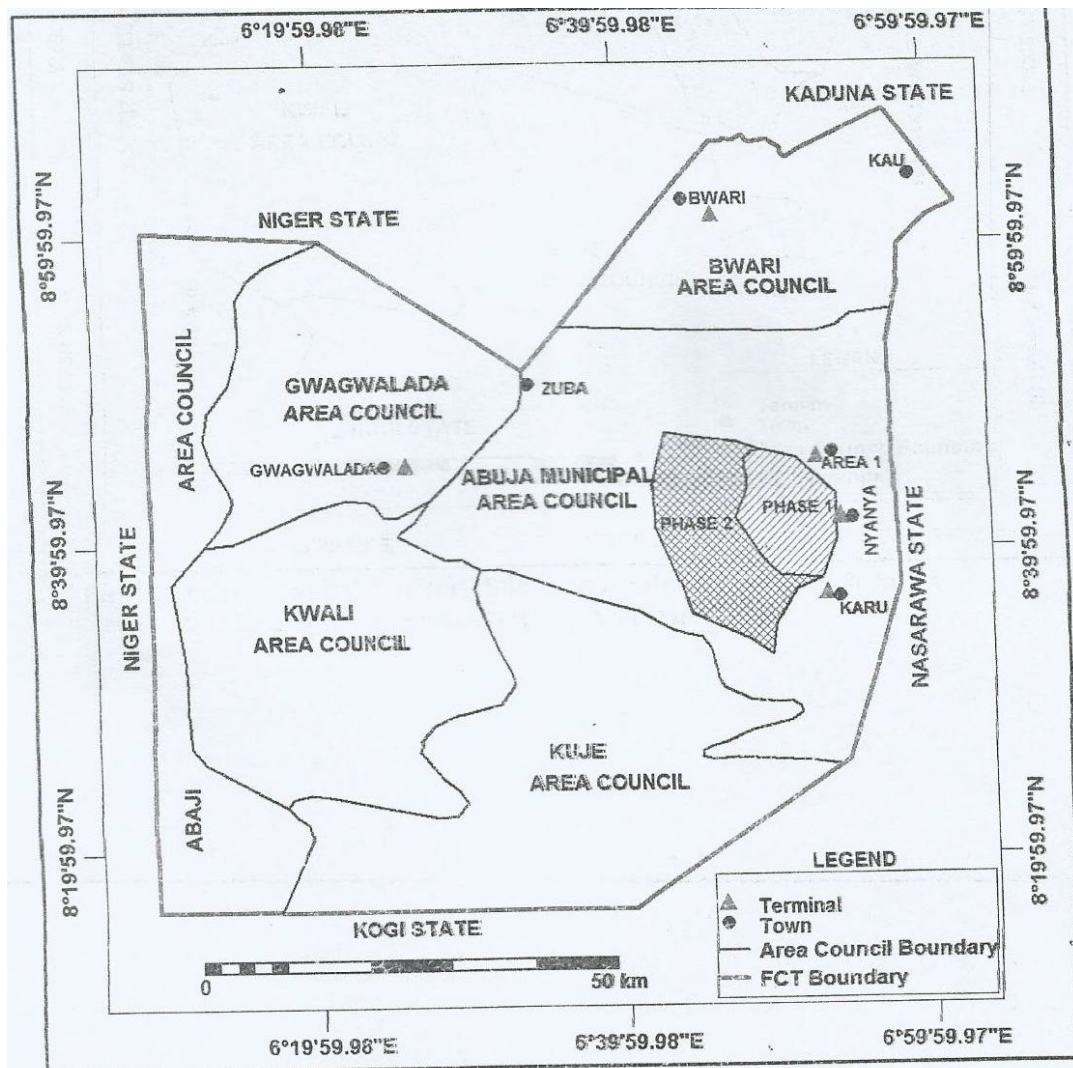 6°19'59.98"E
6°39'59.98"E
6°59'59.97"E
KADUNA STATE
KAU
BWARI
NIGER STATE
8°59'59.97"N
8°59'59.97"N
BWARI
AREA COUNCIL
AREA COUNCIL
GWAGWALADA
AREA COUNCIL
ZUBA
GWAGWALADA
ABUJA MUNICIPAL
AREA COUNCIL
AREA 1
PHASE 1
PHASE 2
NYANYA
8°39'59.97"N
8°39'59.97"N
NIGER STATE
KWALI
AREA COUNCIL
KARU
NASARAWA STATE
KUJE
AREA COUNCIL
ABAJI
8°19'59.97"N
8°19'59.97"N
LEGEND
Terminal
Town
Area Council Boundary
FCT Boundary
KOGI STATE
0
50 km
6°19'59.98"E
6°39'59.98"E
6°59'59.97"E